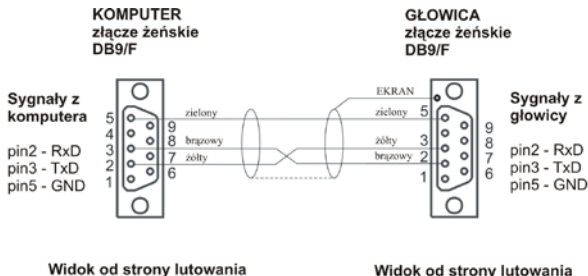 KOMPUTER
złącze żeńskie
DB9/F
GŁOWICA
złącze żeńskie
DB9/F
EKRAN
Sygnały z
komputera
pin2 - RxD
pin3 - TxD
pin5 - GND
5
4
3
2
1
9
8
7
6
zielony
brązowy
żółty
zielony
żółty
brązowy
5
3
2
1
9
8
7
6
Sygnały z
głowicy
pin2 - RxD
pin3 - TxD
pin5 - GND
Widok od strony lutowania
Widok od strony lutowania